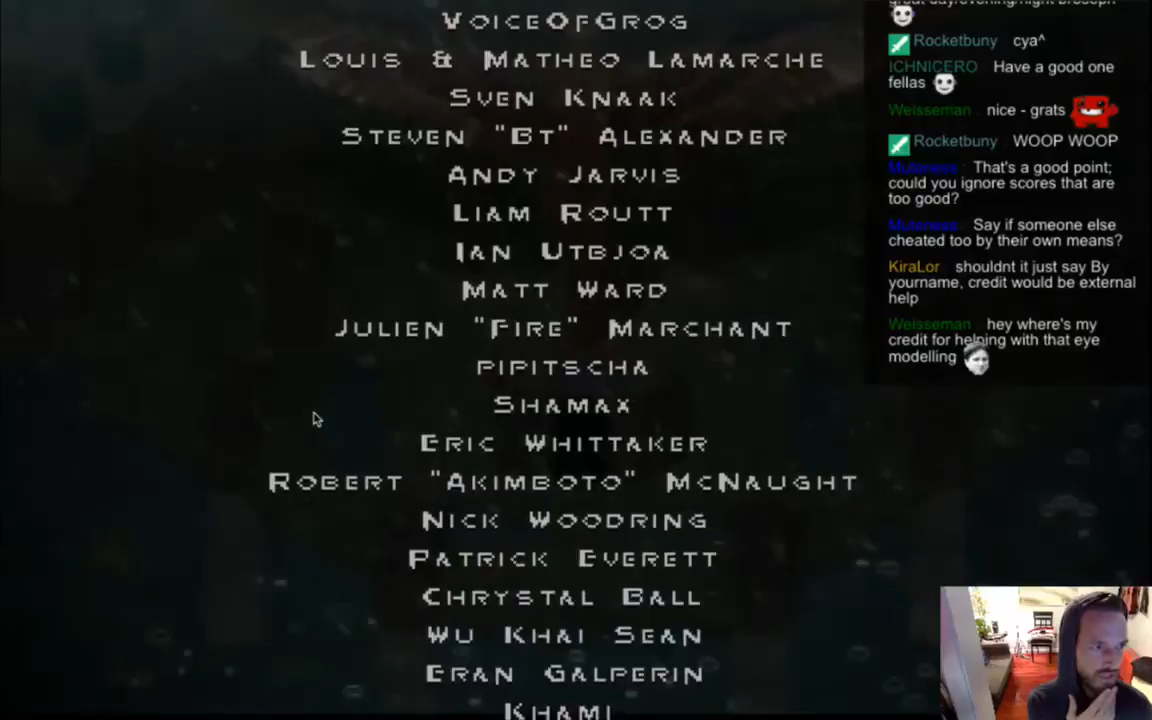 VoiceOfGrog
Louis & Matheo Lamarche
Sven Knaak
Steven "Bt" Alexander
Andy Jarvis
Liam Routt
Ian Utbjoa
Matt Ward
Julien "Fire" Marchant
pipitscha
Shamax
Eric Whittaker
Robert "Akimboto" McNaught
Nick Woodring
Patrick Everett
Chrystal Ball
Wu Khai Sean
Eran Galperin
Khami
Rocketbuny cya^
ICHNICERO Have a good one
fellas
Weisseman nice - grats
Rocketbuny WOOP WOOP
Muteness That's a good point;
could you ignore scores that are
too good?
Muteness Say if someone else
cheated too by their own means?
KiraLor shouldnt it just say By
yourname, credit would be external
help
Weisseman hey where's my
credit for helping with that eye
modelling